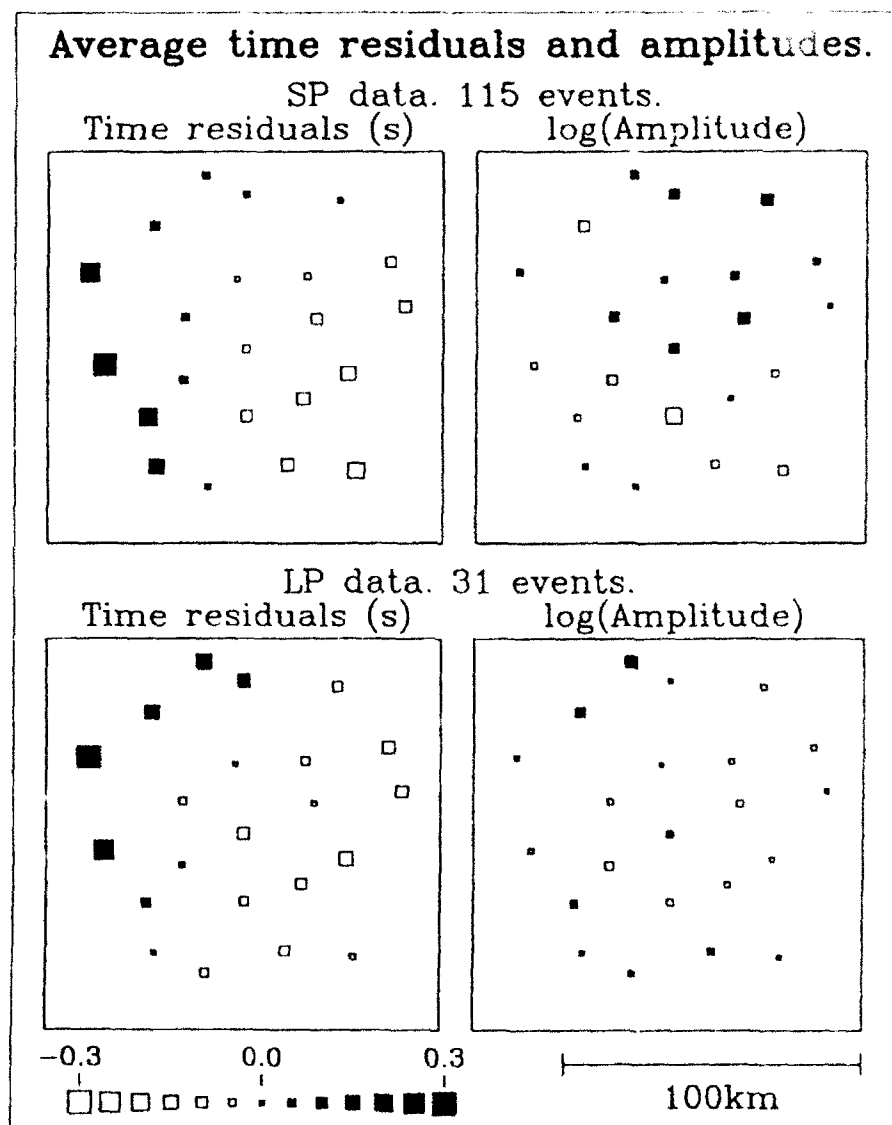 Average time residuals and amplitudes.
SP data. 115 events.
Time residuals (s) log(Amplitude)
LP data. 31 events.
Time residuals (s) log(Amplitude)
−0.3 0.0 0.3
100km